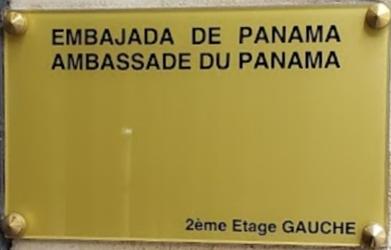 EMBAJADA DE PANAMA
AMBASSADE DU PANAMA
2ème Etage GAUCHE